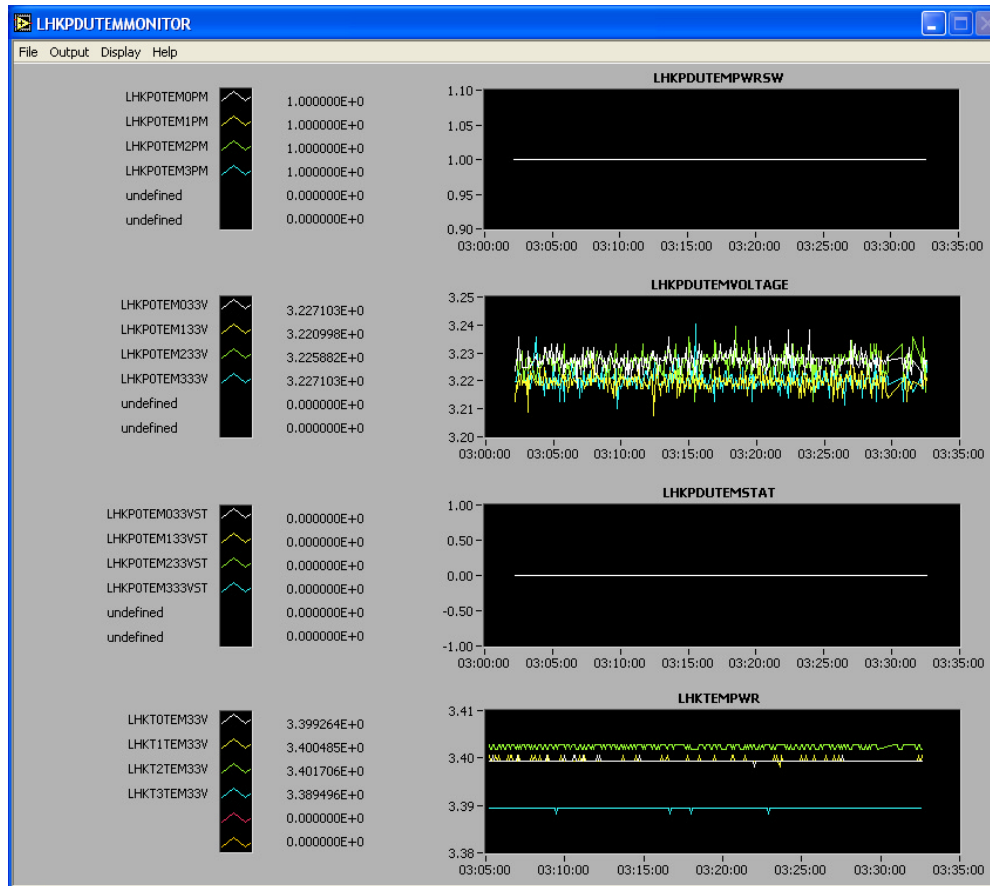 LHKPDUTEMMONITOR
File Output Display Help
LHKPDUTEMPWRSW
LHKP0TEM0PM 1.000000E+0
LHKP0TEM1PM 1.000000E+0
LHKP0TEM2PM 1.000000E+0
LHKP0TEM3PM 1.000000E+0
undefined 0.000000E+0
undefined 0.000000E+0
1.10
1.05
1.00
0.95
0.90
03:00:00 03:05:00 03:10:00 03:15:00 03:20:00 03:25:00 03:30:00 03:35:00
LHKPDUTEMVOLTAGE
LHKP0TEM033V 3.227103E+0
LHKP0TEM133V 3.220998E+0
LHKP0TEM233V 3.225882E+0
LHKP0TEM333V 3.227103E+0
undefined 0.000000E+0
undefined 0.000000E+0
3.25
3.24
3.23
3.22
3.21
3.20
03:00:00 03:05:00 03:10:00 03:15:00 03:20:00 03:25:00 03:30:00 03:35:00
LHKPDUTEMSTAT
LHKP0TEM033VST 0.000000E+0
LHKP0TEM133VST 0.000000E+0
LHKP0TEM233VST 0.000000E+0
LHKP0TEM333VST 0.000000E+0
undefined 0.000000E+0
undefined 0.000000E+0
1.00
0.50
0.00
-0.50
-1.00
03:00:00 03:05:00 03:10:00 03:15:00 03:20:00 03:25:00 03:30:00 03:35:00
LHKTEMPWR
LHKT0TEM33V 3.399264E+0
LHKT1TEM33V 3.400485E+0
LHKT2TEM33V 3.401706E+0
LHKT3TEM33V 3.389496E+0
0.000000E+0
0.000000E+0
3.41
3.40
3.39
3.38
03:05:00 03:10:00 03:15:00 03:20:00 03:25:00 03:30:00 03:35:00